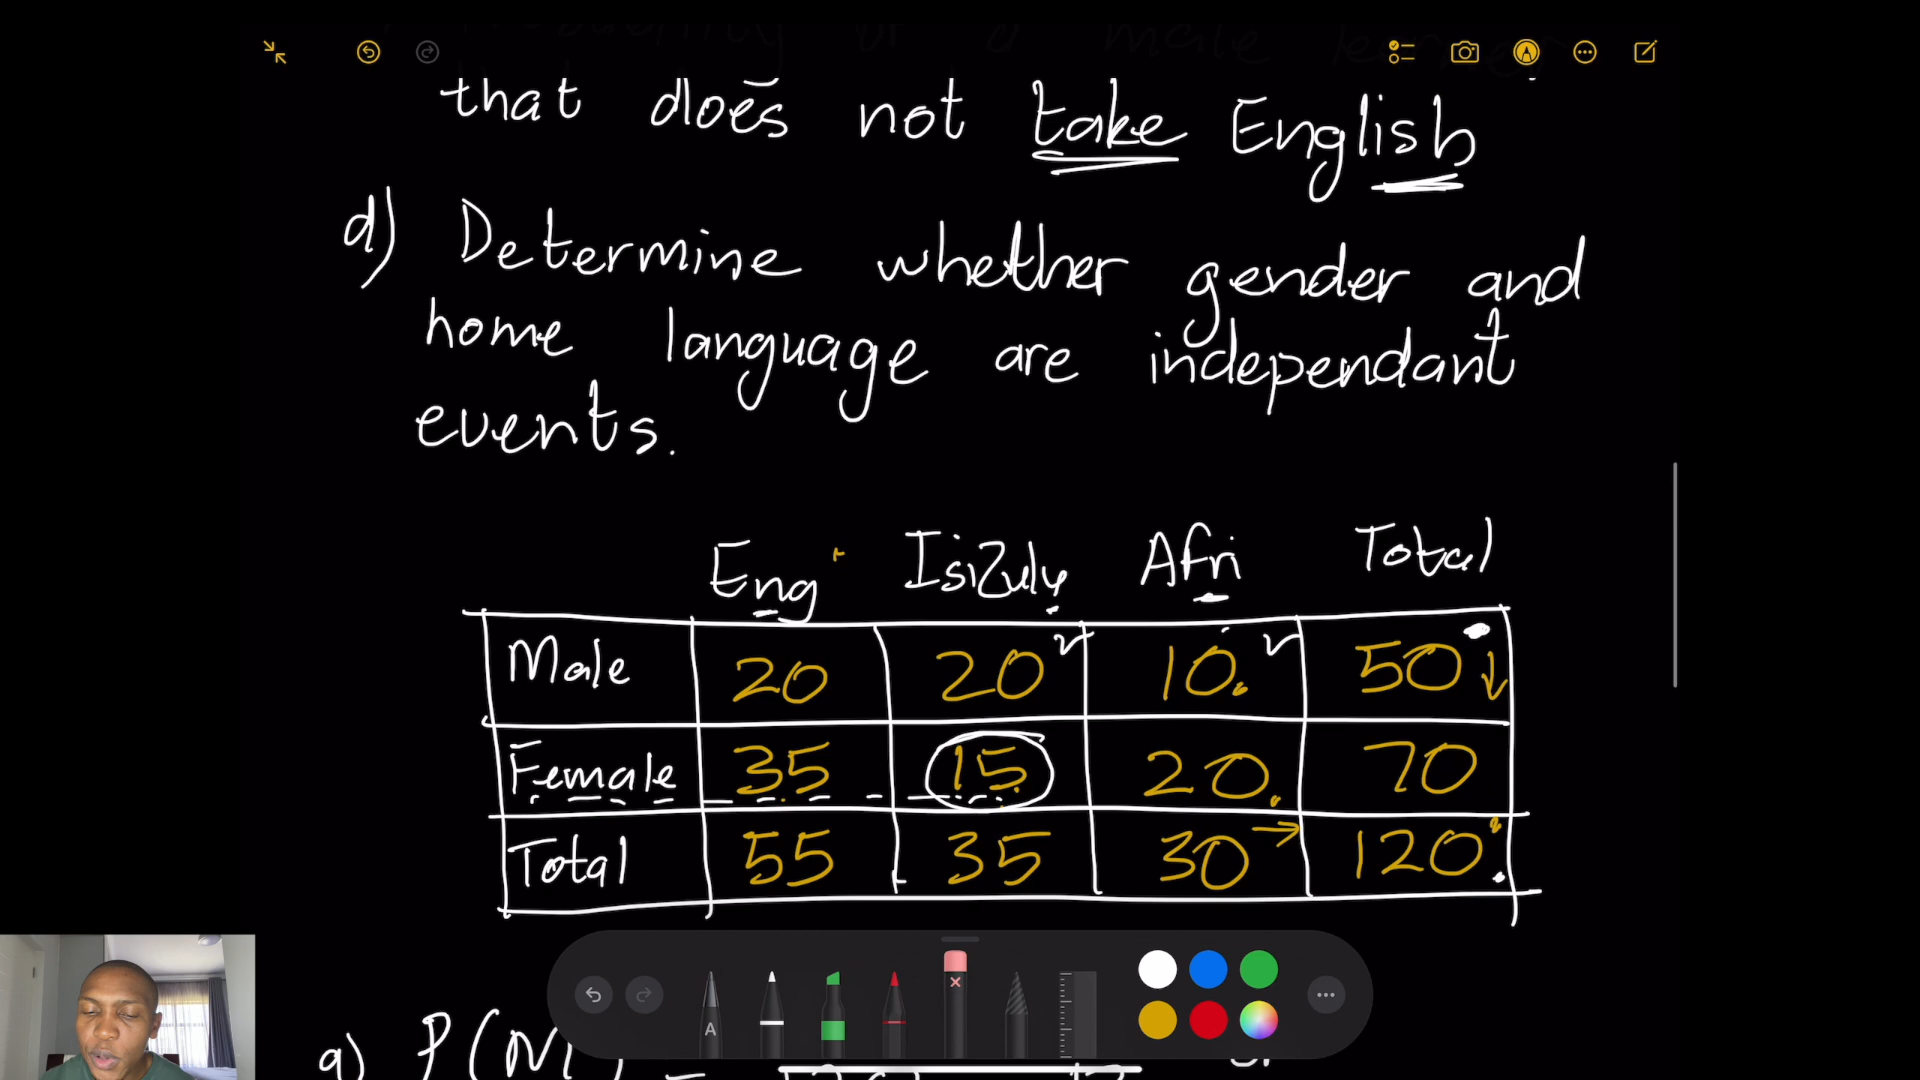 that does not take English
d) Determine whether gender and
home language are independant
events.
Eng IsiZulu Afri Total
Male 20 20 10 50
Female 35 15 20 70
Total 55 35 30 120
a) P(M)